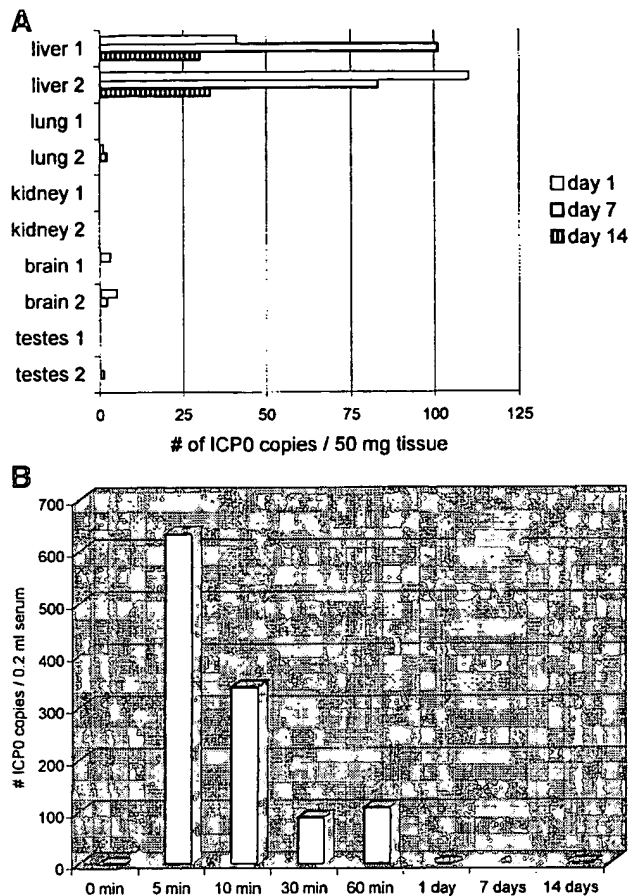 A
liver 1
liver 2
lung 1
lung 2
kidney 1
kidney 2
brain 1
brain 2
testes 1
testes 2
day 1
day 7
day 14
0 25 50 75 100 125
# of ICP0 copies / 50 mg tissue
B
700
600
500
400
300
200
100
0
# ICP0 copies / 0.2 ml serum
0 min 5 min 10 min 30 min 60 min 1 day 7 days 14 days